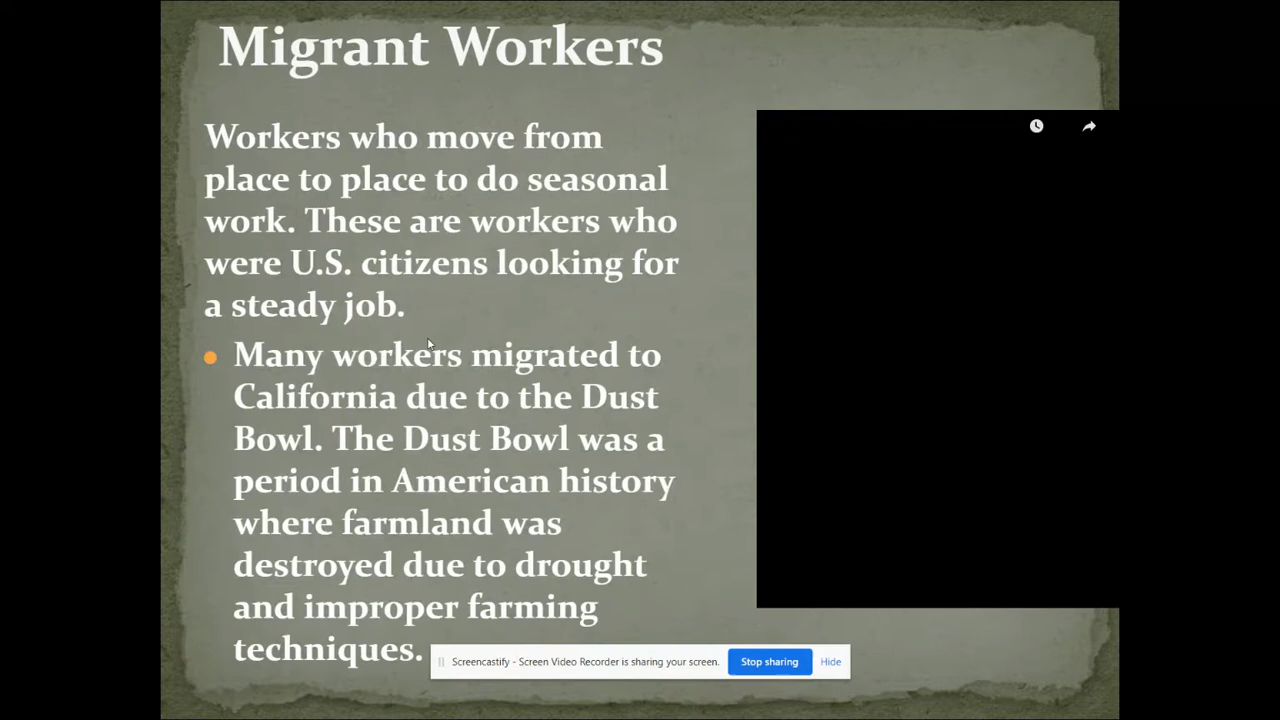 Migrant Workers
Workers who move from
place to place to do seasonal
work. These are workers who
were U.S. citizens looking for
a steady job.
Many workers migrated to
California due to the Dust
Bowl. The Dust Bowl was a
period in American history
where farmland was
destroyed due to drought
and improper farming
techniques.
Screencastify - Screen Video Recorder is sharing your screen. Stop sharing Hide